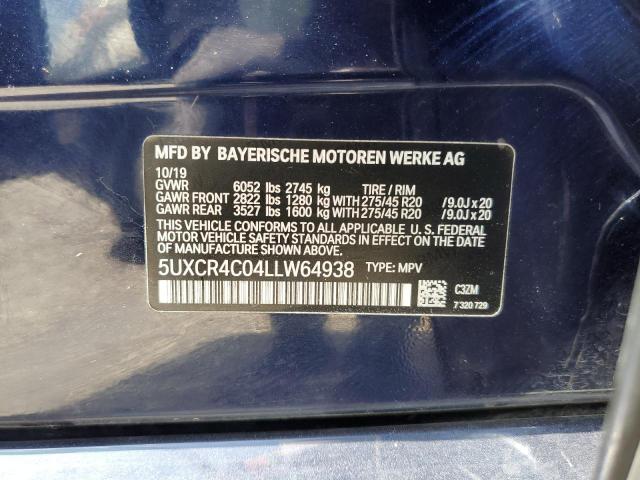 MFD BY BAYERISCHE MOTOREN WERKE AG
10/19
GVWR 6052 lbs 2745 kg TIRE / RIM
GAWR FRONT 2822 lbs 1280 kg WITH 275/45 R20 /9.0J x 20
GAWR REAR 3527 lbs 1600 kg WITH 275/45 R20 /9.0J x 20
THIS VEHICLE CONFORMS TO ALL APPLICABLE U. S. FEDERAL
MOTOR VEHICLE SAFETY STANDARDS IN EFFECT ON THE DATE OF
MANUFACTURE SHOWN ABOVE.
5UXCR4C04LLW64938 TYPE: MPV
C3ZM
7 320 729